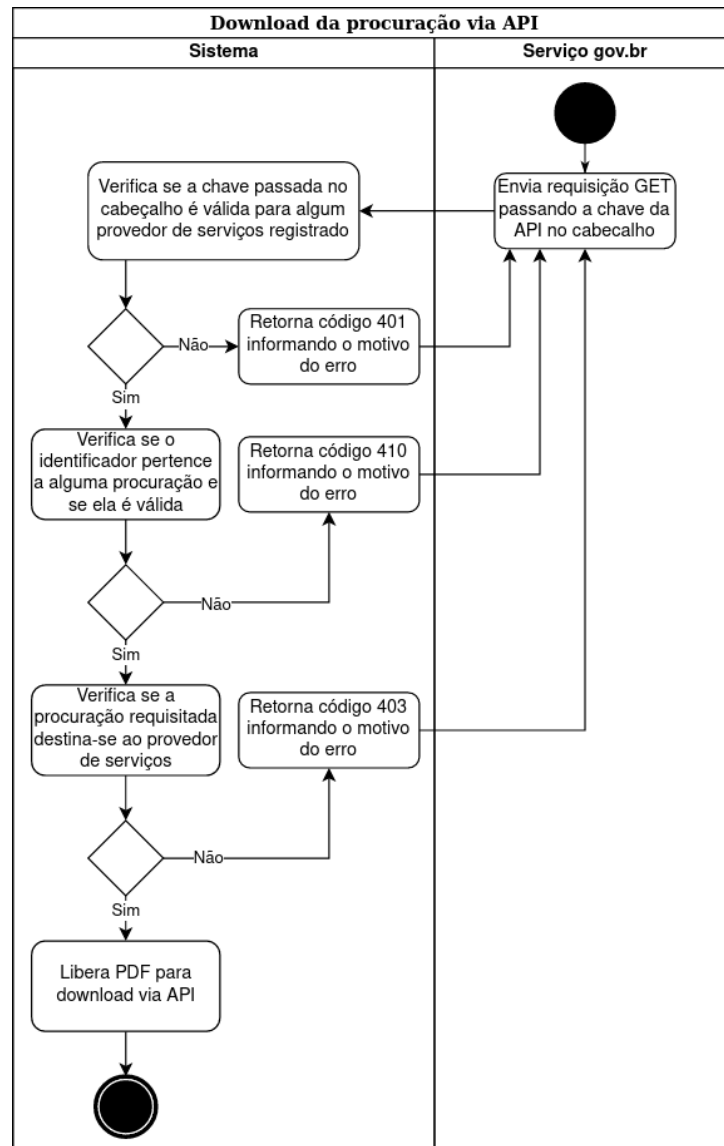 Download da procuração via API
Sistema
Serviço gov.br
Envia requisição GET
passando a chave da
API no cabecalho
Verifica se a chave passada no
cabeçalho é válida para algum
provedor de serviços registrado
Não
Retorna código 401
informando o motivo
do erro
Sim
Verifica se o
identificador pertence
a alguma procuração e
se ela é válida
Retorna código 410
informando o motivo
do erro
Não
Sim
Verifica se a
procuração requisitada
destina-se ao provedor
de serviços
Retorna código 403
informando o motivo
do erro
Não
Sim
Libera PDF para
download via API